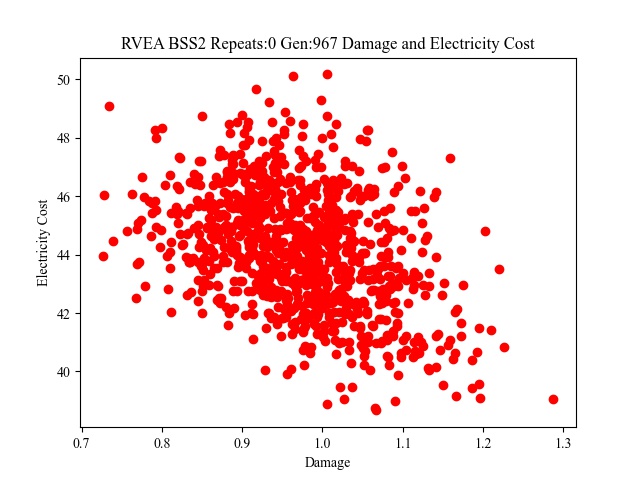 RVEA BSS2 Repeats:0 Gen:967 Damage and Electricity Cost
50
48
46
44
42
40
Electricity Cost
0.7 0.8 0.9 1.0 1.1 1.2 1.3
Damage